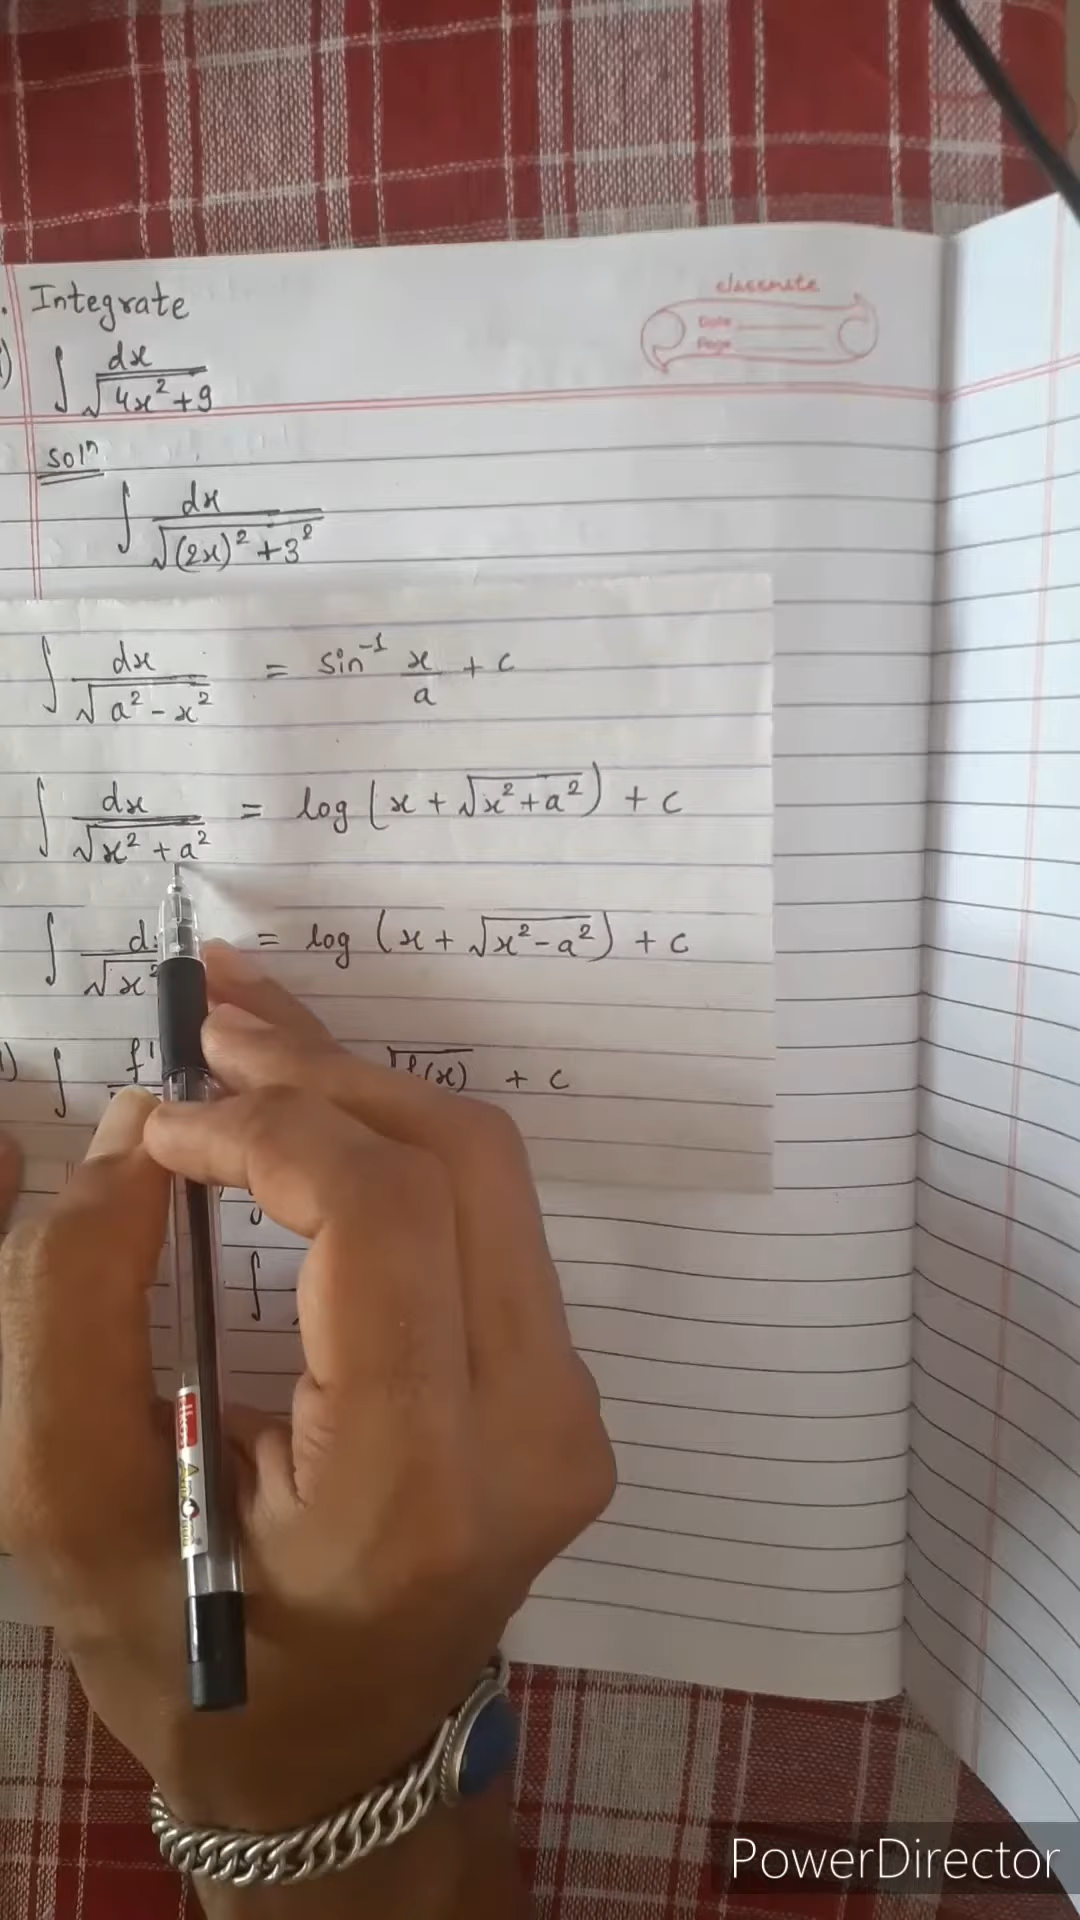 . Integrate
i) ∫ dx / √4x² + 9
solⁿ
∫ dx / √(2x)² + 3²
∫ dx / √a² - x² = sin⁻¹ x/a + c
∫ dx / √x² + a² = log (x + √x² + a²) + c
∫ / √x² = log (x + √x² - a²) + c
∫ f' √f(x) + c
∫
classmate
Date
Page
PowerDirector